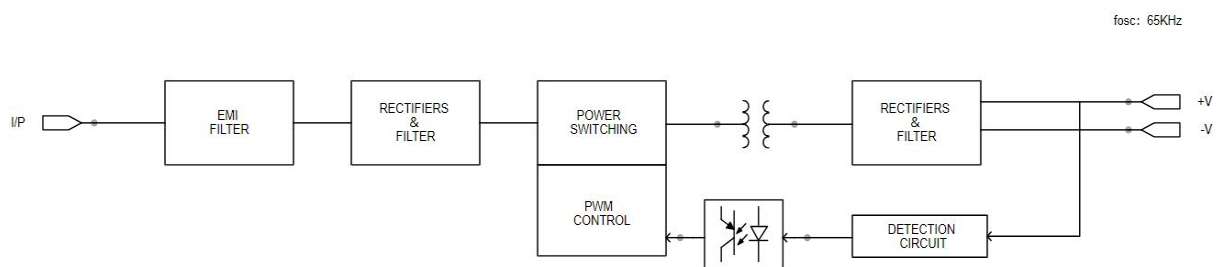 fosc: 65KHz
I/P
EMI
FILTER
RECTIFIERS
&
FILTER
POWER
SWITCHING
RECTIFIERS
&
FILTER
+V
-V
PWM
CONTROL
DETECTION
CIRCUIT